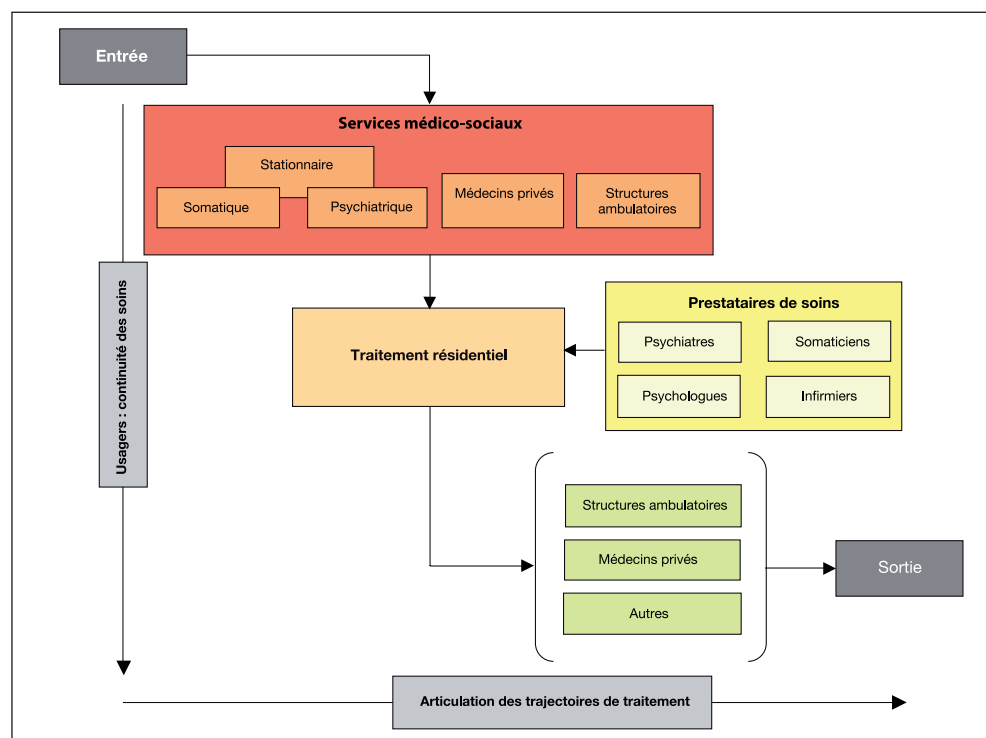 Entrée
Services médico-sociaux
Stationnaire
Somatique
Psychiatrique
Médecins privés
Structures
ambulatoires
Usagers : continuité des soins
Traitement résidentiel
Prestataires de soins
Psychiatres
Somaticiens
Psychologues
Infirmiers
Structures ambulatoires
Médecins privés
Autres
Sortie
Articulation des trajectoires de traitement